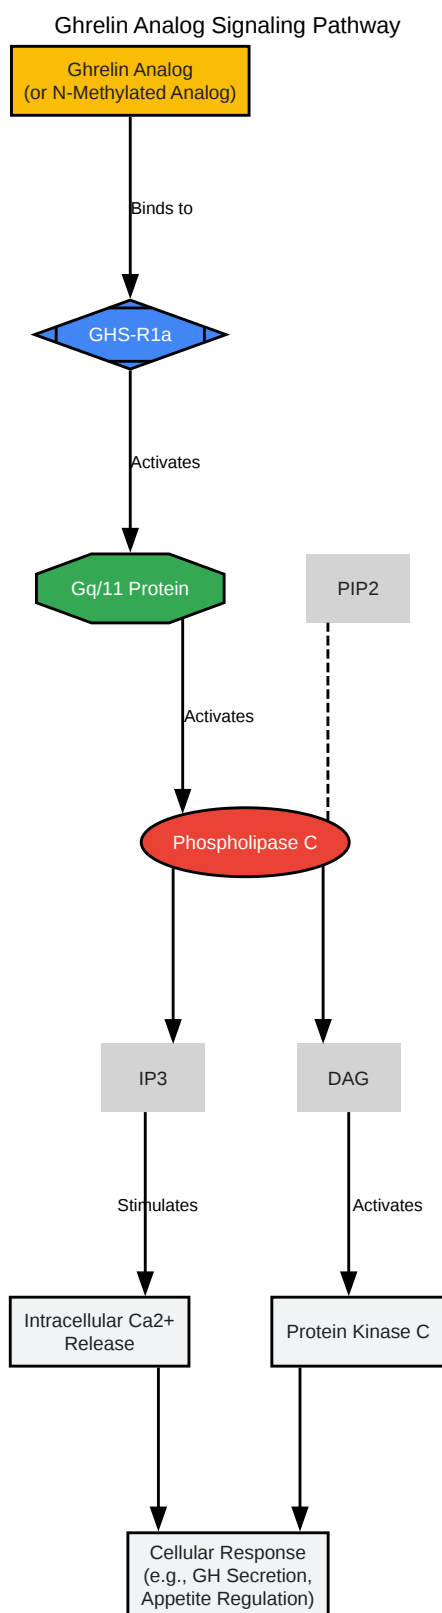 Ghrelin Analog Signaling Pathway
Ghrelin Analog
(or N-Methylated Analog)
Binds to
GHS-R1a
Activates
Gq/11 Protein
PIP2
Activates
Phospholipase C
IP3
DAG
Stimulates
Activates
Intracellular Ca2+
Release
Protein Kinase C
Cellular Response
(e.g., GH Secretion,
Appetite Regulation)